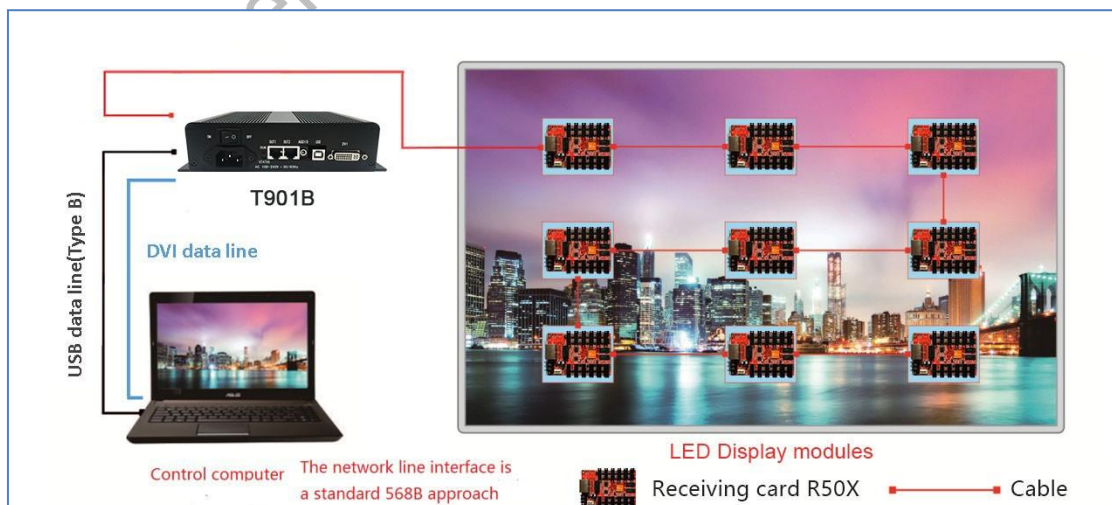 T901B
USB data line(Type B)
DVI data line
Control computer
The network line interface is
a standard 568B approach
LED Display modules
Receiving card R50X
Cable